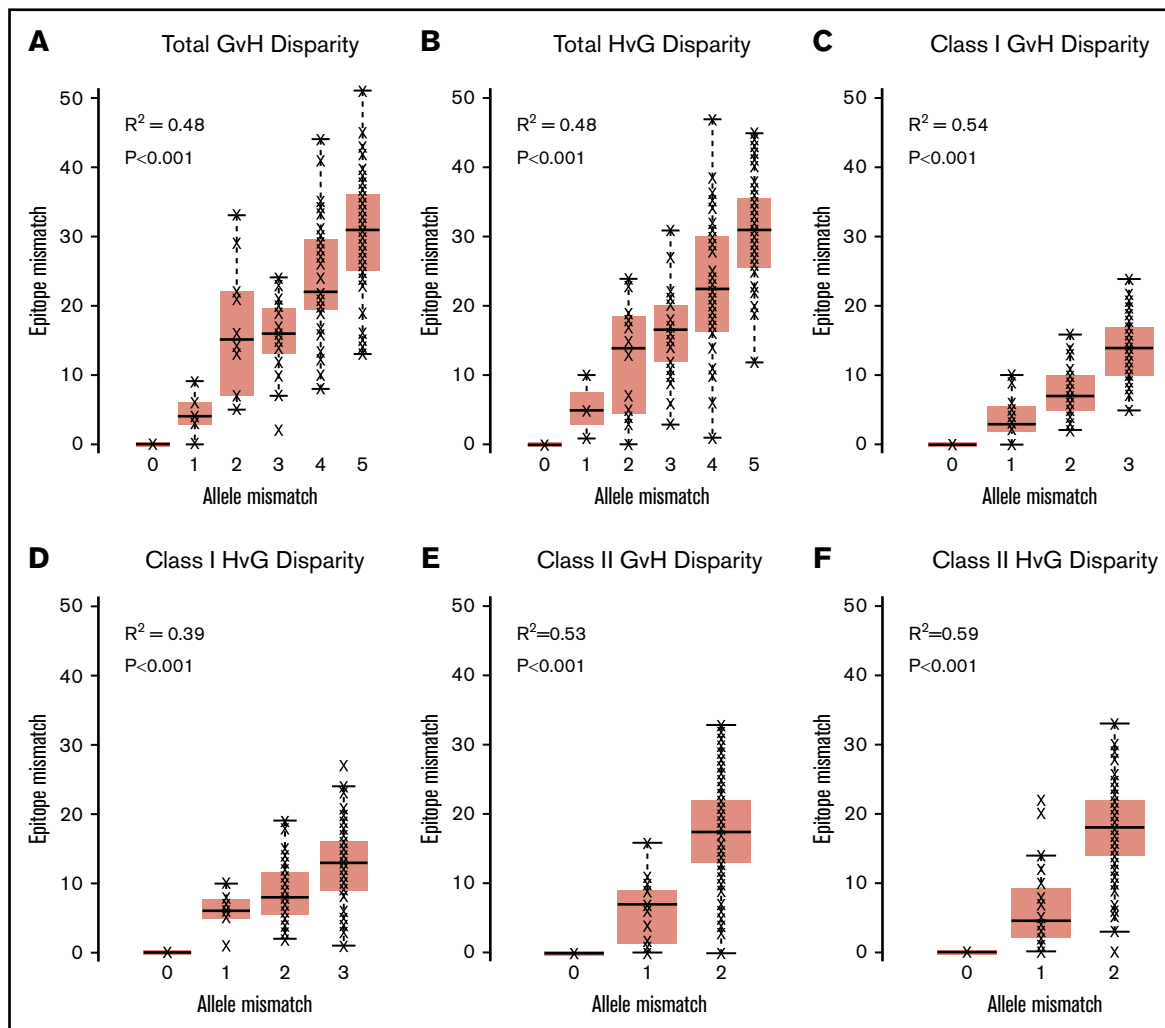 A Total GvH Disparity
R² = 0.48
P<0.001
50
40
30
20
10
0
Epitope mismatch
0 1 2 3 4 5
Allele mismatch
B Total HvG Disparity
R² = 0.48
P<0.001
50
40
30
20
10
0
Epitope mismatch
0 1 2 3 4 5
Allele mismatch
C Class I GvH Disparity
R² = 0.54
P<0.001
50
40
30
20
10
0
Epitope mismatch
0 1 2 3
Allele mismatch
D Class I HvG Disparity
R² = 0.39
P<0.001
50
40
30
20
10
0
Epitope mismatch
0 1 2 3
Allele mismatch
E Class II GvH Disparity
R²=0.53
P<0.001
50
40
30
20
10
0
Epitope mismatch
0 1 2
Allele mismatch
F Class II HvG Disparity
R²=0.59
P<0.001
50
40
30
20
10
0
Epitope mismatch
0 1 2
Allele mismatch